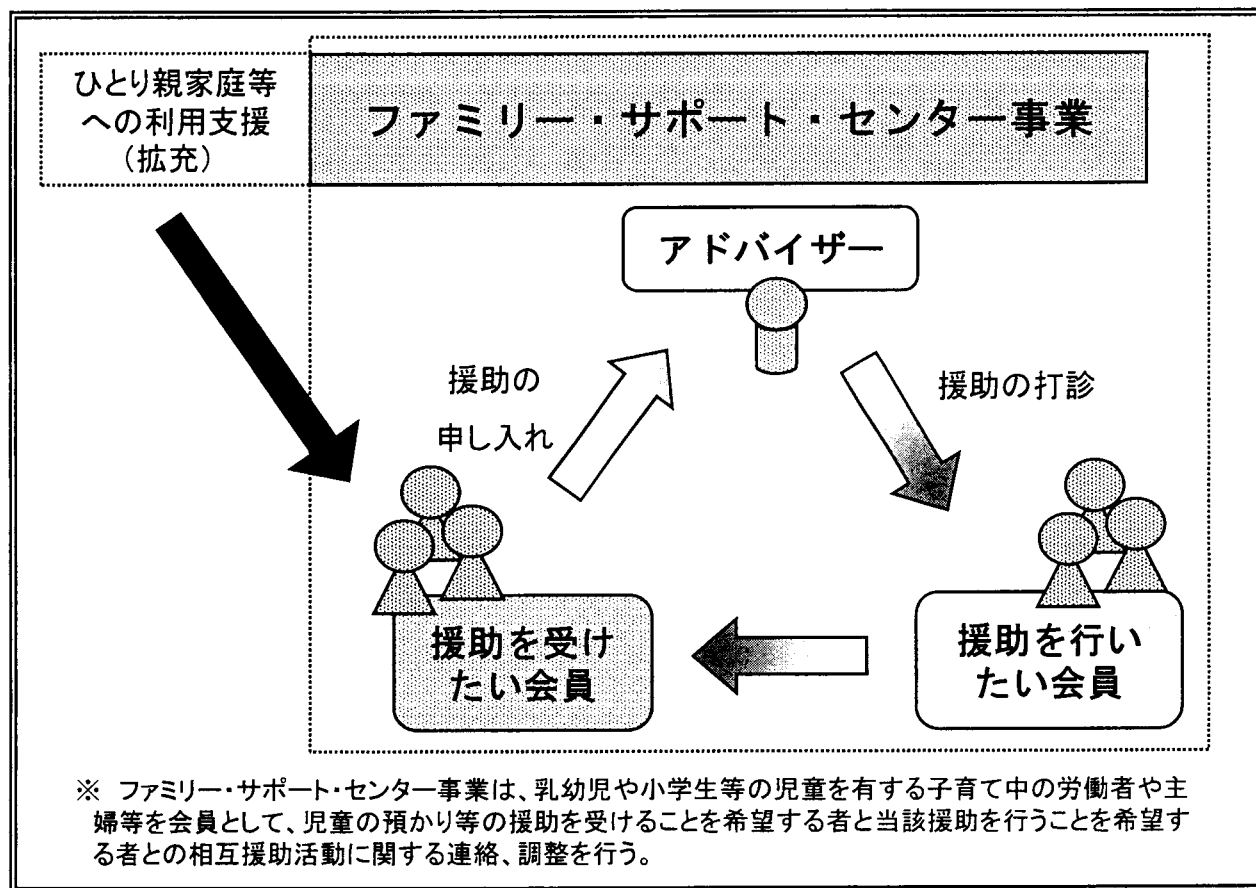 ひとり親家庭等
への利用支援
(拡充)
ファミリー・サポート・センター事業
アドバイザー
援助の
申し入れ
援助の打診
援助を受け
たい会員
援助を行い
たい会員
※ ファミリー・サポート・センター事業は、乳幼児や小学生等の児童を有する子育て中の労働者や主
婦等を会員として、児童の預かり等の援助を受けることを希望する者と当該援助を行うことを希望す
る者との相互援助活動に関する連絡、調整を行う。